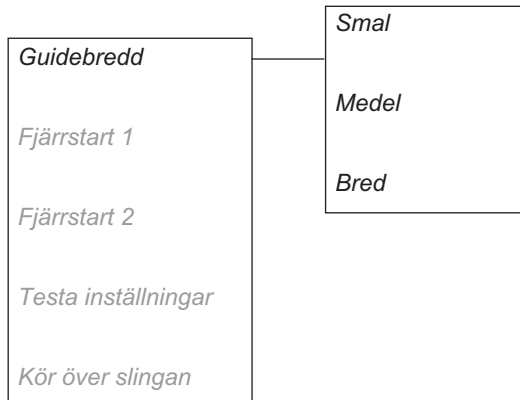 Guidebredd
Fjärrstart 1
Fjärrstart 2
Testa inställningar
Kör över slingan
Smal
Medel
Bred